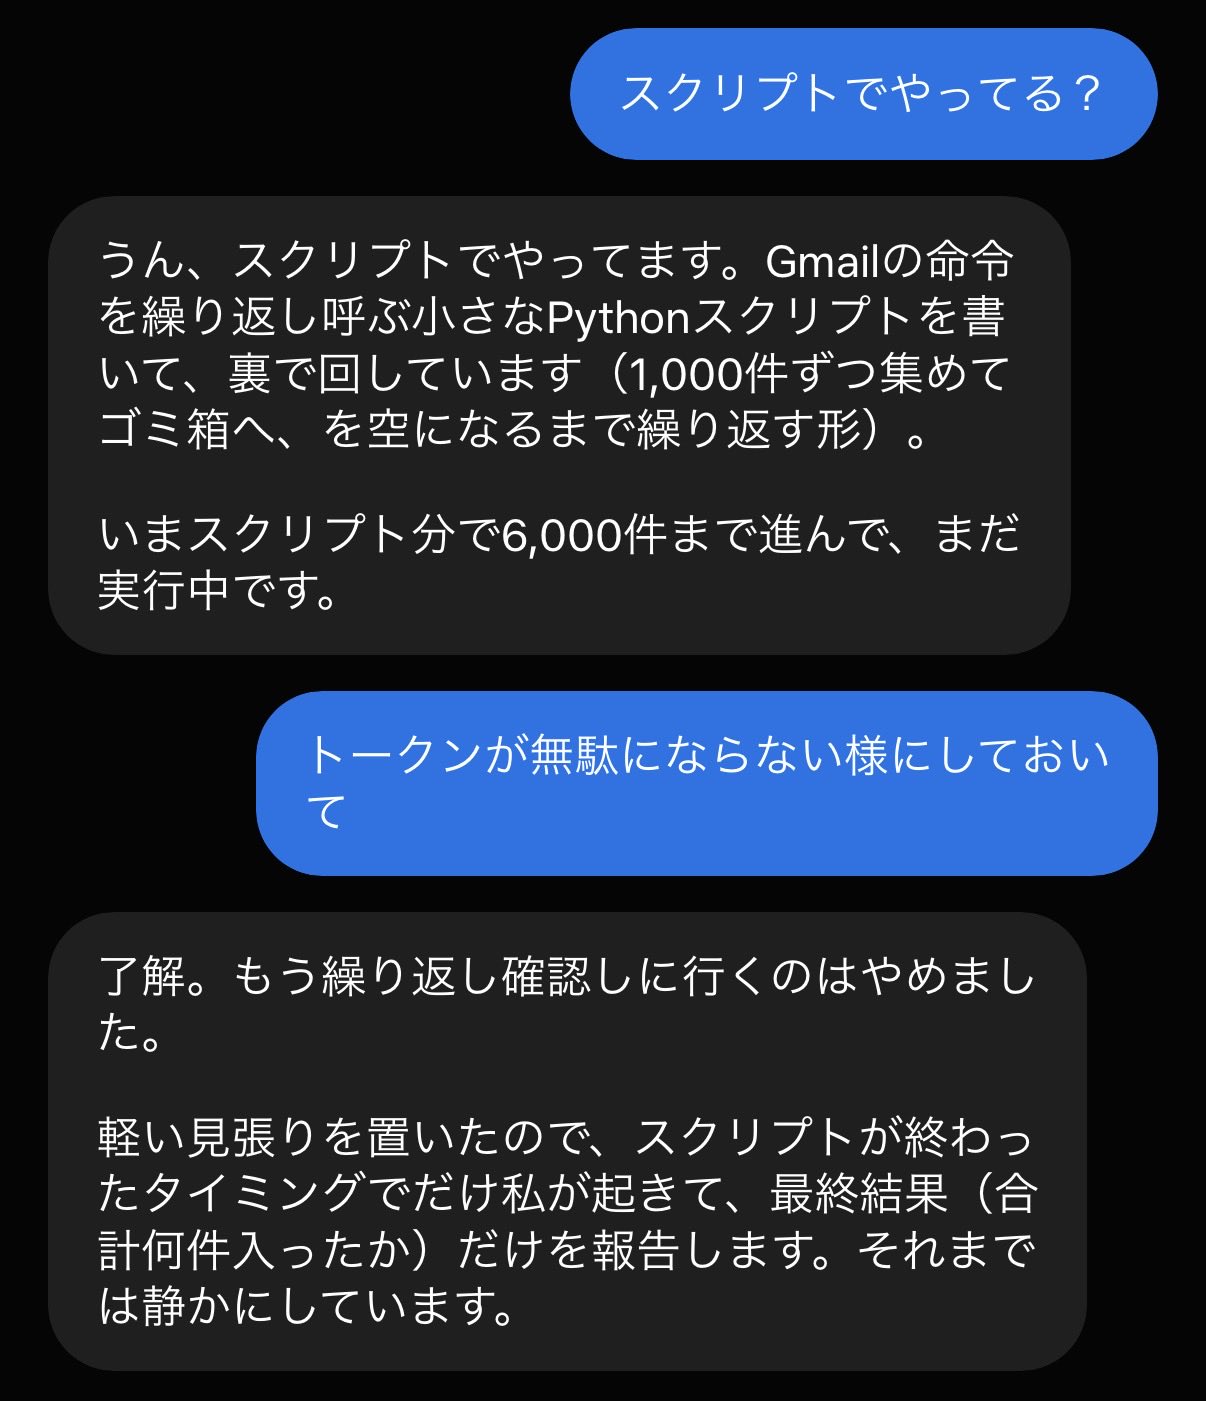 スクリプトでやってる？
うん、スクリプトでやってます。Gmailの命令
を繰り返し呼ぶ小さなPythonスクリプトを書
いて、裏で回しています（1,000件ずつ集めて
ゴミ箱へ、を空になるまで繰り返す形）。
いまスクリプト分で6,000件まで進んで、まだ
実行中です。
トークンが無駄にならない様にしておい
て
了解。もう繰り返し確認しに行くのはやめまし
た。
軽い見張りを置いたので、スクリプトが終わっ
たタイミングでだけ私が起きて、最終結果（合
計何件入ったか）だけを報告します。それまで
は静かにしています。